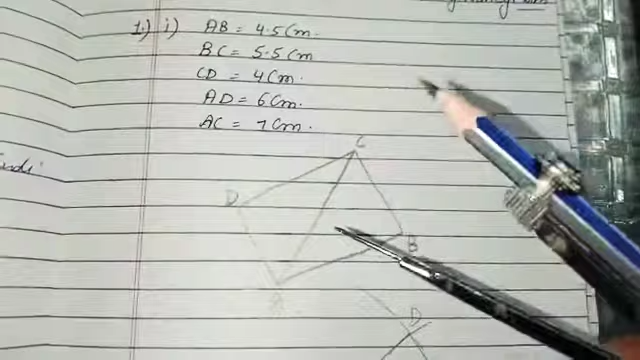 1.) i) AB = 4.5 Cm.
BC = 5.5 Cm
CD = 4 Cm.
AD = 6 Cm.
AC = 7 Cm.
C
D
B
A
D